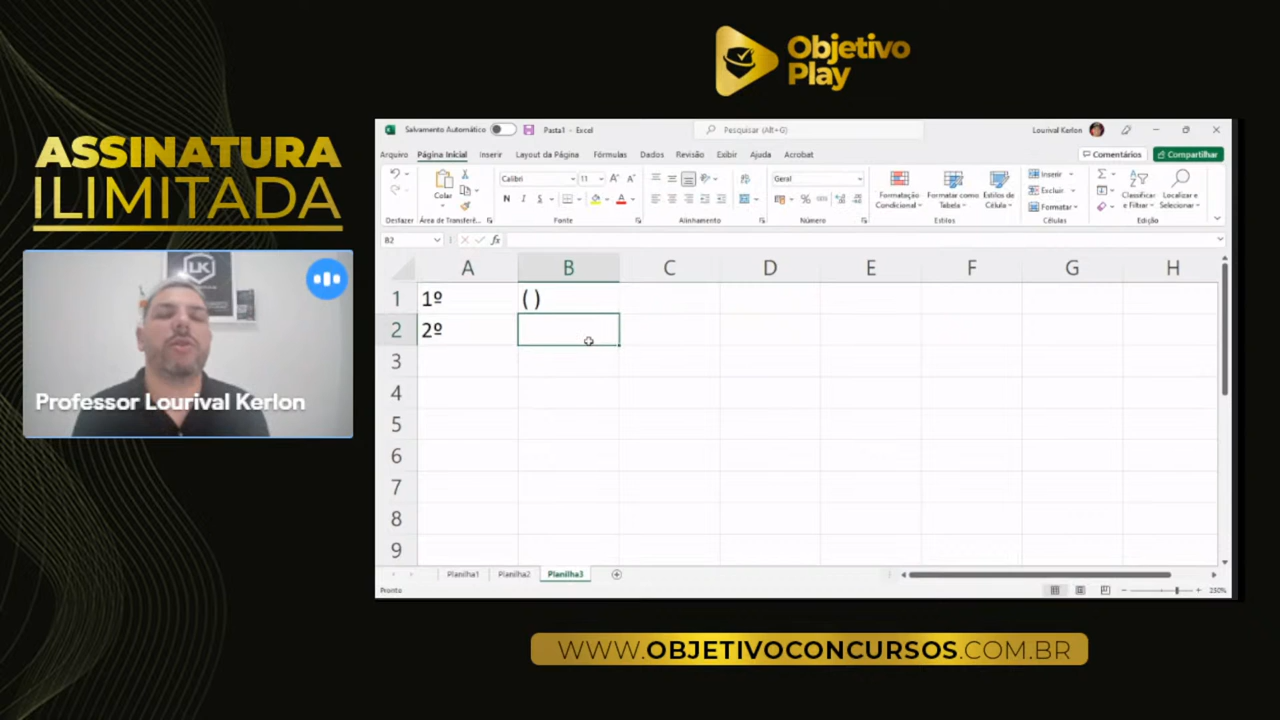 Objetivo
Play
ASSINATURA
ILIMITADA
LK
Professor Lourival Kerlon
Salvamento Automático
Pasta1 - Excel
Pesquisar (Alt+G)
Lourival Kerlon
Arquivo Página Inicial Inserir Layout da Página Fórmulas Dados Revisão Exibir Ajuda Acrobat
Comentários Compartilhar
Colar
Calibri 11
Geral
N I S
Formatação Condicional
Formatar como Tabela
Estilos de Célula
Inserir
Excluir
Formatar
Classificar e Filtrar
Localizar e Selecionar
Desfazer Área de Transferê... Fonte Alinhamento Número Estilos Células Edição
B2 fx
A B C D E F G H
1 1º ( )
2 2º
3
4
5
6
7
8
9
Planilha1 Planilha2 Planilha3
Pronto
230%
WWW.OBJETIVOCONCURSOS.COM.BR